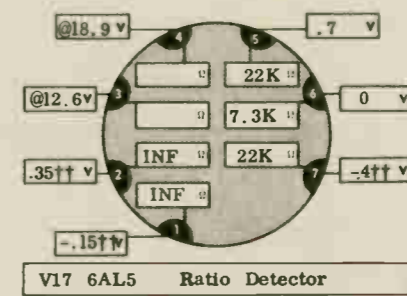 @18.9 v
.7 v
4
5
Ω
22K Ω
@12.6v
3
6
0 v
Ω
7.3K Ω
.35†† v
2
INF Ω
22K Ω
7
-.4†† v
INF Ω
-.15†† v
1
V17 6AL5 Ratio Detector